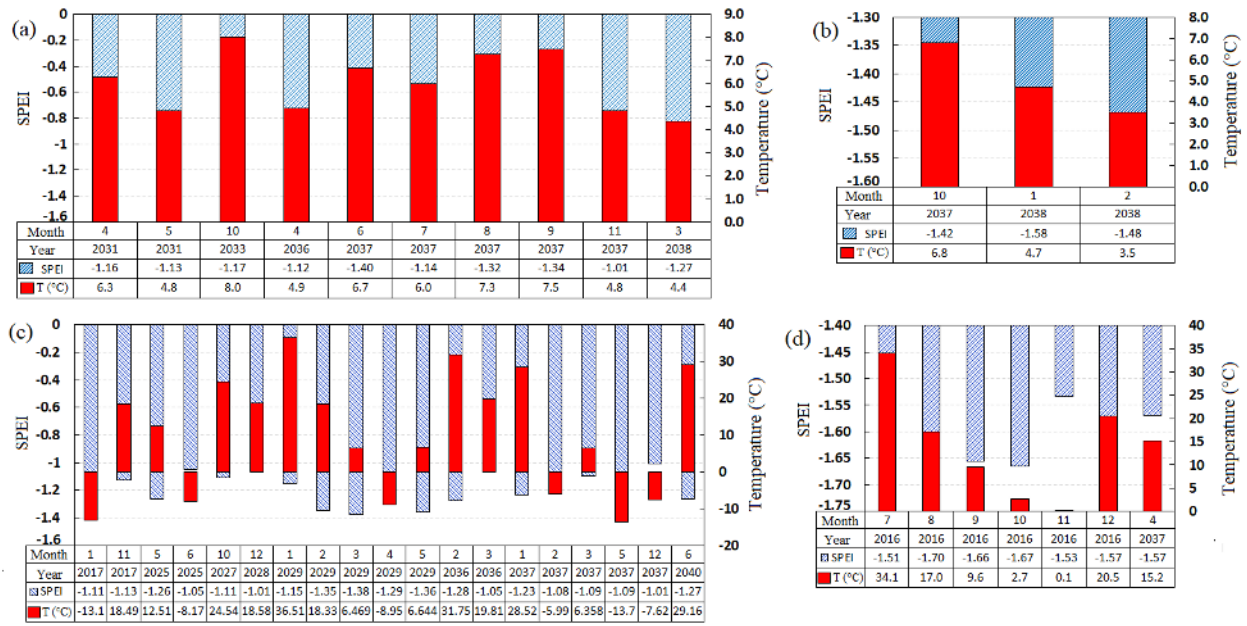 (a)
0
-0.2
-0.4
-0.6
-0.8
-1
-1.2
-1.4
-1.6
SPEI
9.0
8.0
7.0
6.0
5.0
4.0
3.0
2.0
1.0
0.0
Temperature (°C)
Month 4 5 10 4 6 7 8 9 11 3
Year 2031 2031 2033 2036 2037 2037 2037 2037 2037 2038
SPEI -1.16 -1.13 -1.17 -1.12 -1.40 -1.14 -1.32 -1.34 -1.01 -1.27
T (°C) 6.3 4.8 8.0 4.9 6.7 6.0 7.3 7.5 4.8 4.4
(b)
-1.30
-1.35
-1.40
-1.45
-1.50
-1.55
-1.60
SPEI
8.0
7.0
6.0
5.0
4.0
3.0
2.0
1.0
0.0
Temperature (°C)
Month 10 1 2
Year 2037 2038 2038
SPEI -1.42 -1.58 -1.48
T (°C) 6.8 4.7 3.5
(c)
0
-0.2
-0.4
-0.6
-0.8
-1
-1.2
-1.4
-1.6
SPEI
40
30
20
10
0
-10
-20
Temperature (°C)
Month 1 11 5 6 10 12 1 2 3 4 5 2 3 1 2 3 5 12 6
Year 2017 2017 2025 2025 2027 2028 2029 2029 2029 2029 2029 2036 2036 2037 2037 2037 2037 2037 2040
SPEI -1.11 -1.13 -1.26 -1.05 -1.11 -1.01 -1.15 -1.35 -1.38 -1.29 -1.36 -1.28 -1.05 -1.23 -1.08 -1.09 -1.09 -1.01 -1.27
T (°C) -13.1 18.49 12.51 -8.17 24.54 18.58 36.51 18.33 6.469 -8.95 6.644 31.75 19.81 28.52 -5.99 6.358 -13.7 -7.62 29.16
(d)
-1.40
-1.45
-1.50
-1.55
-1.60
-1.65
-1.70
-1.75
SPEI
40
35
30
25
20
15
10
5
0
Temperature (°C)
Month 7 8 9 10 11 12 4
Year 2016 2016 2016 2016 2016 2016 2037
SPEI -1.51 -1.70 -1.66 -1.67 -1.53 -1.57 -1.57
T (°C) 34.1 17.0 9.6 2.7 0.1 20.5 15.2